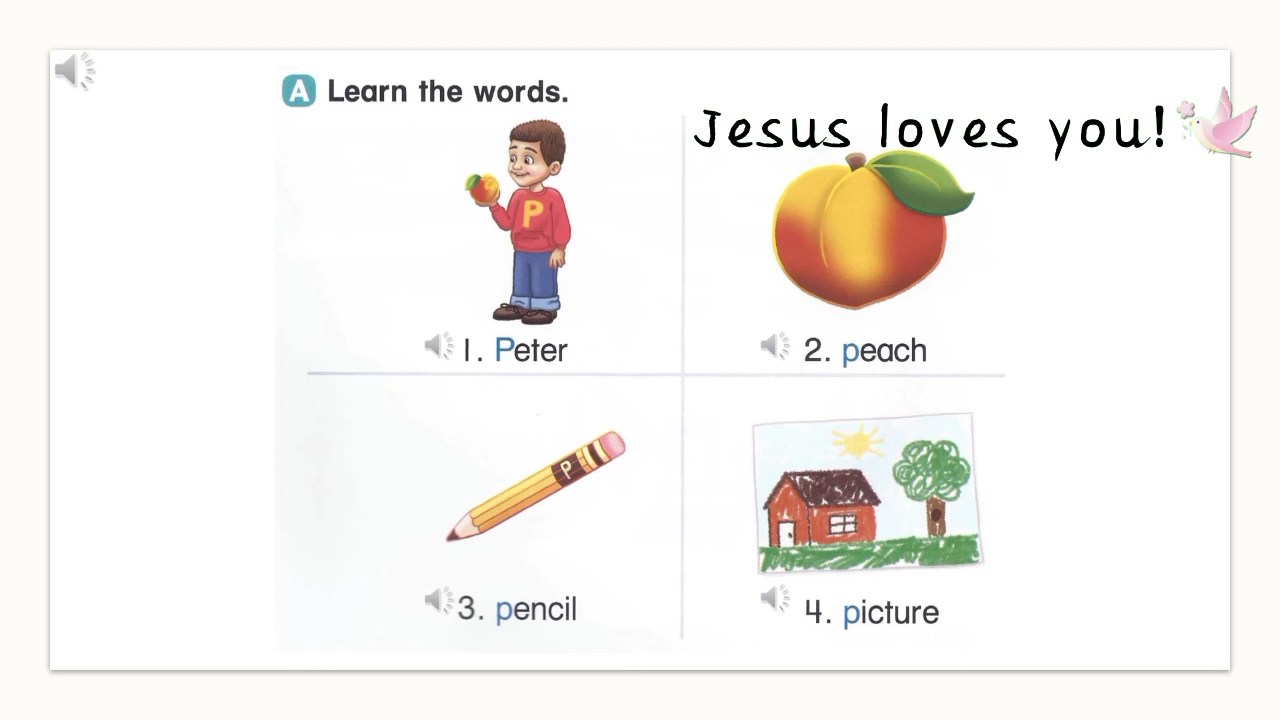 A Learn the words.
Jesus loves you!
P
1. Peter
2. peach
P
3. pencil
4. picture